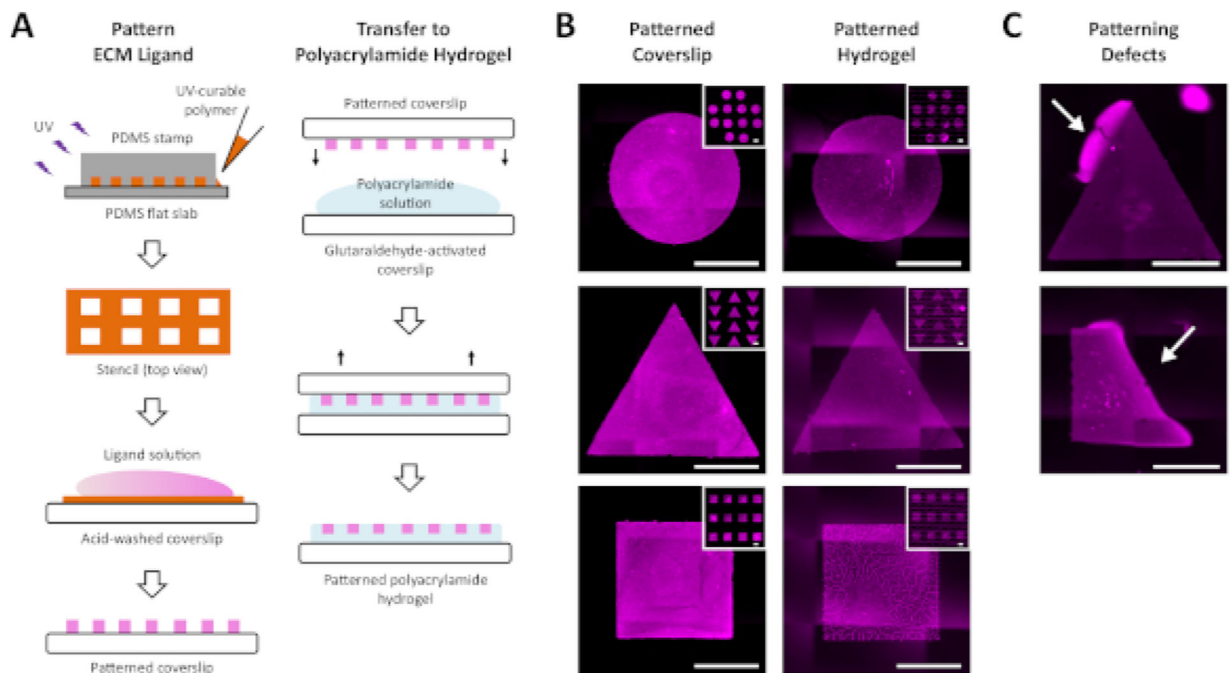 A
Pattern
ECM Ligand
UV-curable
polymer
UV
PDMS stamp
PDMS flat slab
Stencil (top view)
Ligand solution
Acid-washed coverslip
Patterned coverslip
Transfer to
Polyacrylamide Hydrogel
Patterned coverslip
Polyacrylamide
solution
Glutaraldehyde-activated
coverslip
Patterned polyacrylamide
hydrogel
B
Patterned
Coverslip
Patterned
Hydrogel
C
Patterning
Defects